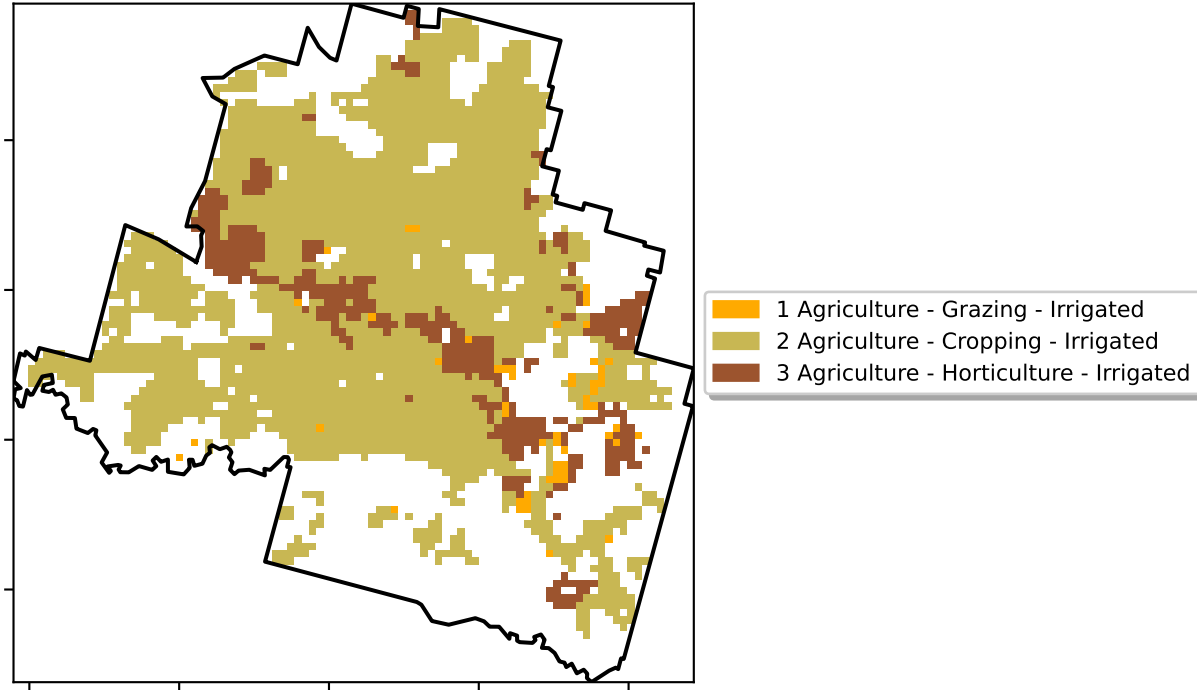 1 Agriculture - Grazing - Irrigated
2 Agriculture - Cropping - Irrigated
3 Agriculture - Horticulture - Irrigated